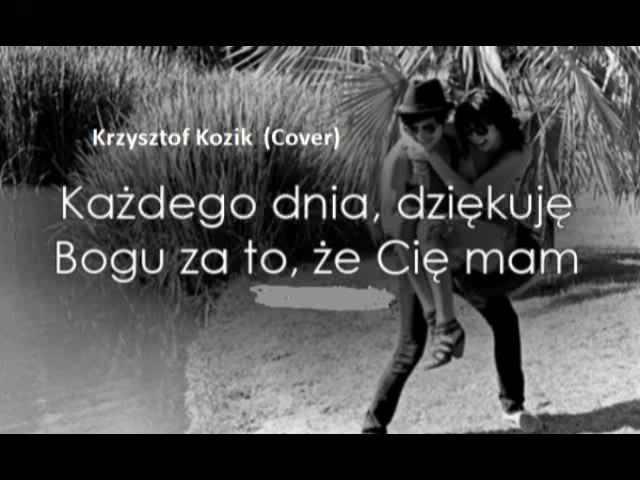 Krzysztof Kozik (Cover)
Każdego dnia, dziękuję
Bogu za to, że Cię mam